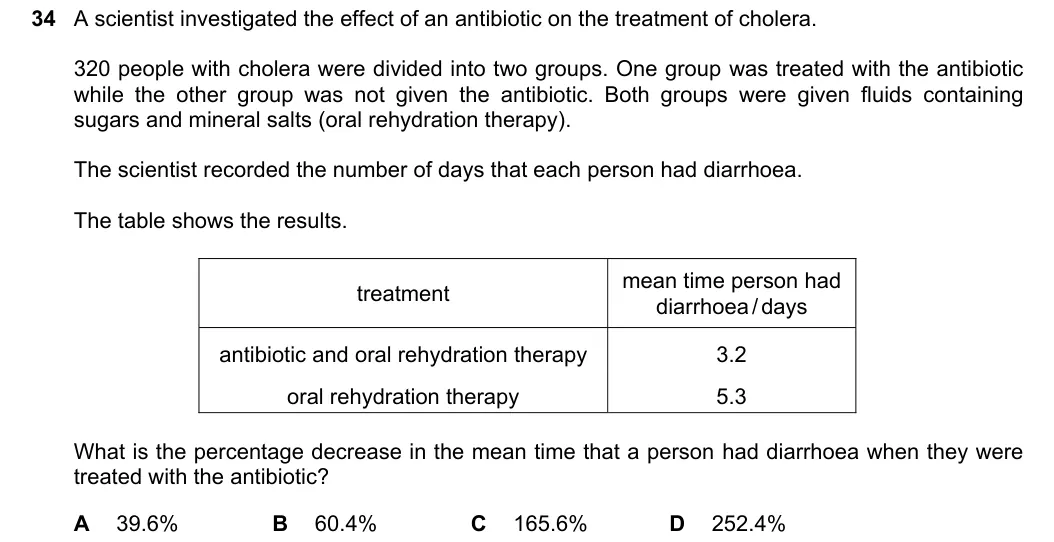 34 A scientist investigated the effect of an antibiotic on the treatment of cholera.
320 people with cholera were divided into two groups. One group was treated with the antibiotic
while the other group was not given the antibiotic. Both groups were given fluids containing
sugars and mineral salts (oral rehydration therapy).
The scientist recorded the number of days that each person had diarrhoea.
The table shows the results.
treatment mean time person had
diarrhoea / days
antibiotic and oral rehydration therapy 3.2
oral rehydration therapy 5.3
What is the percentage decrease in the mean time that a person had diarrhoea when they were
treated with the antibiotic?
A 39.6% B 60.4% C 165.6% D 252.4%